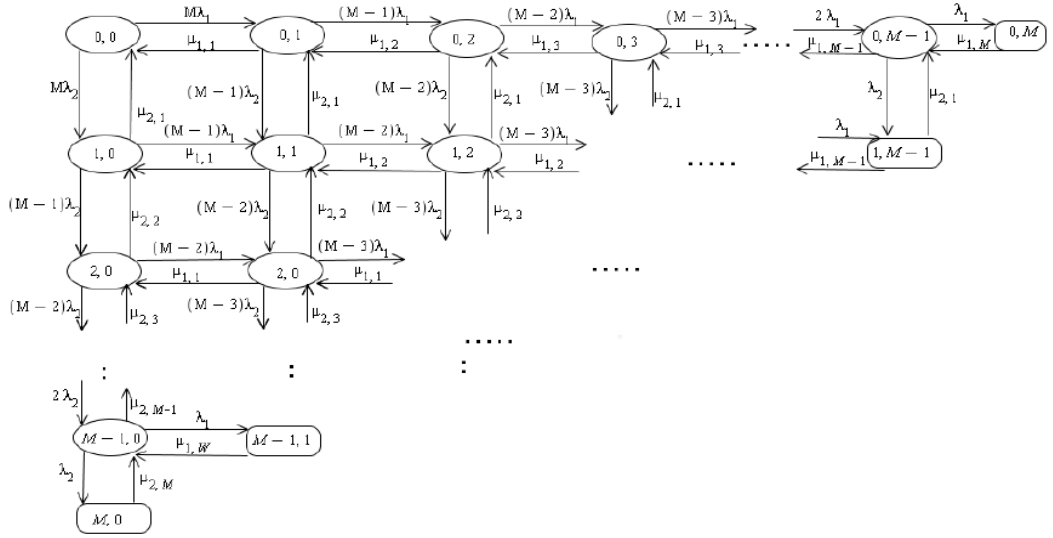 Mλ₁ (M−1)λ₁ (M−2)λ₁ (M−3)λ₁ 2λ₁ λ₁
0, 0 0, 1 0, 2 0, 3 ..... 0, M−1 0, M
μ₁,₁ μ₁,₂ μ₁,₃ μ₁,₃ μ₁,M−1 μ₁,M
Mλ₂ (M−1)λ₂ (M−2)λ₂ (M−3)λ₂ λ₂
μ₂,₁ μ₂,₁ μ₂,₁ μ₂,₁ μ₂,₁
(M−1)λ₁ (M−2)λ₁ (M−3)λ₁ λ₁
1, 0 1, 1 1, 2 ..... 1, M−1
μ₁,₁ μ₁,₂ μ₁,₂ μ₁,M−1
(M−1)λ₂ (M−2)λ₂ (M−3)λ₂
μ₂,₂ μ₂,₂ μ₂,₂
(M−2)λ₁ (M−3)λ₁
2, 0 2, 0 .....
μ₁,₁ μ₁,₁
(M−2)λ₂ (M−3)λ₂
μ₂,₃ μ₂,₃
.....
: : :
2λ₂ μ₂,M-1
λ₁
M−1, 0 M−1, 1
μ₁,W
λ₂ μ₂,M
M, 0